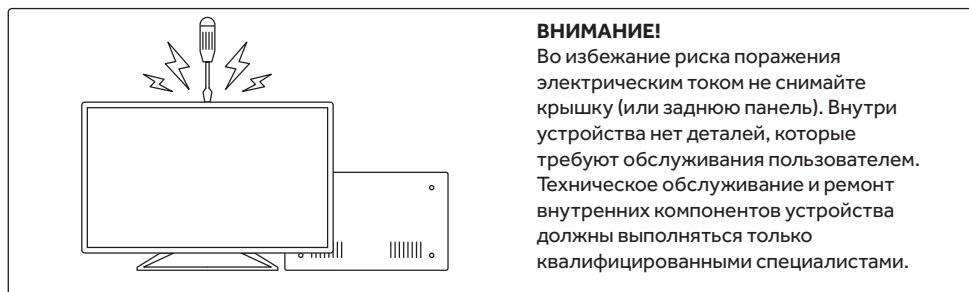 ВНИМАНИЕ!
Во избежание риска поражения
электрическим током не снимайте
крышку (или заднюю панель). Внутри
устройства нет деталей, которые
требуют обслуживания пользователем.
Техническое обслуживание и ремонт
внутренних компонентов устройства
должны выполняться только
квалифицированными специалистами.